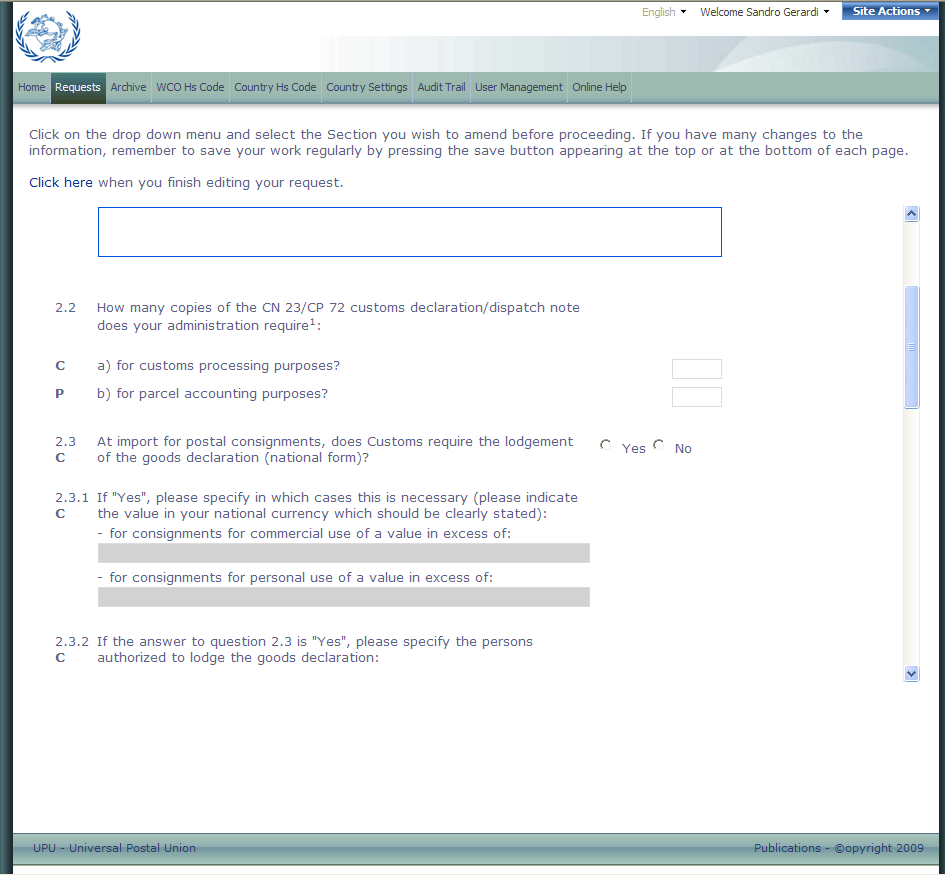 English Welcome Sandro Gerardi Site Actions
Home Requests Archive WCO Hs Code Country Hs Code Country Settings Audit Trail User Management Online Help
Click on the drop down menu and select the Section you wish to amend before proceeding. If you have many changes to the
information, remember to save your work regularly by pressing the save button appearing at the top or at the bottom of each page.
Click here when you finish editing your request.
2.2 How many copies of the CN 23/CP 72 customs declaration/dispatch note
does your administration require¹:
C a) for customs processing purposes?
P b) for parcel accounting purposes?
2.3 At import for postal consignments, does Customs require the lodgement
C of the goods declaration (national form)?
Yes No
2.3.1 If "Yes", please specify in which cases this is necessary (please indicate
C the value in your national currency which should be clearly stated):
- for consignments for commercial use of a value in excess of:
- for consignments for personal use of a value in excess of:
2.3.2 If the answer to question 2.3 is "Yes", please specify the persons
C authorized to lodge the goods declaration:
UPU - Universal Postal Union Publications - ©opyright 2009